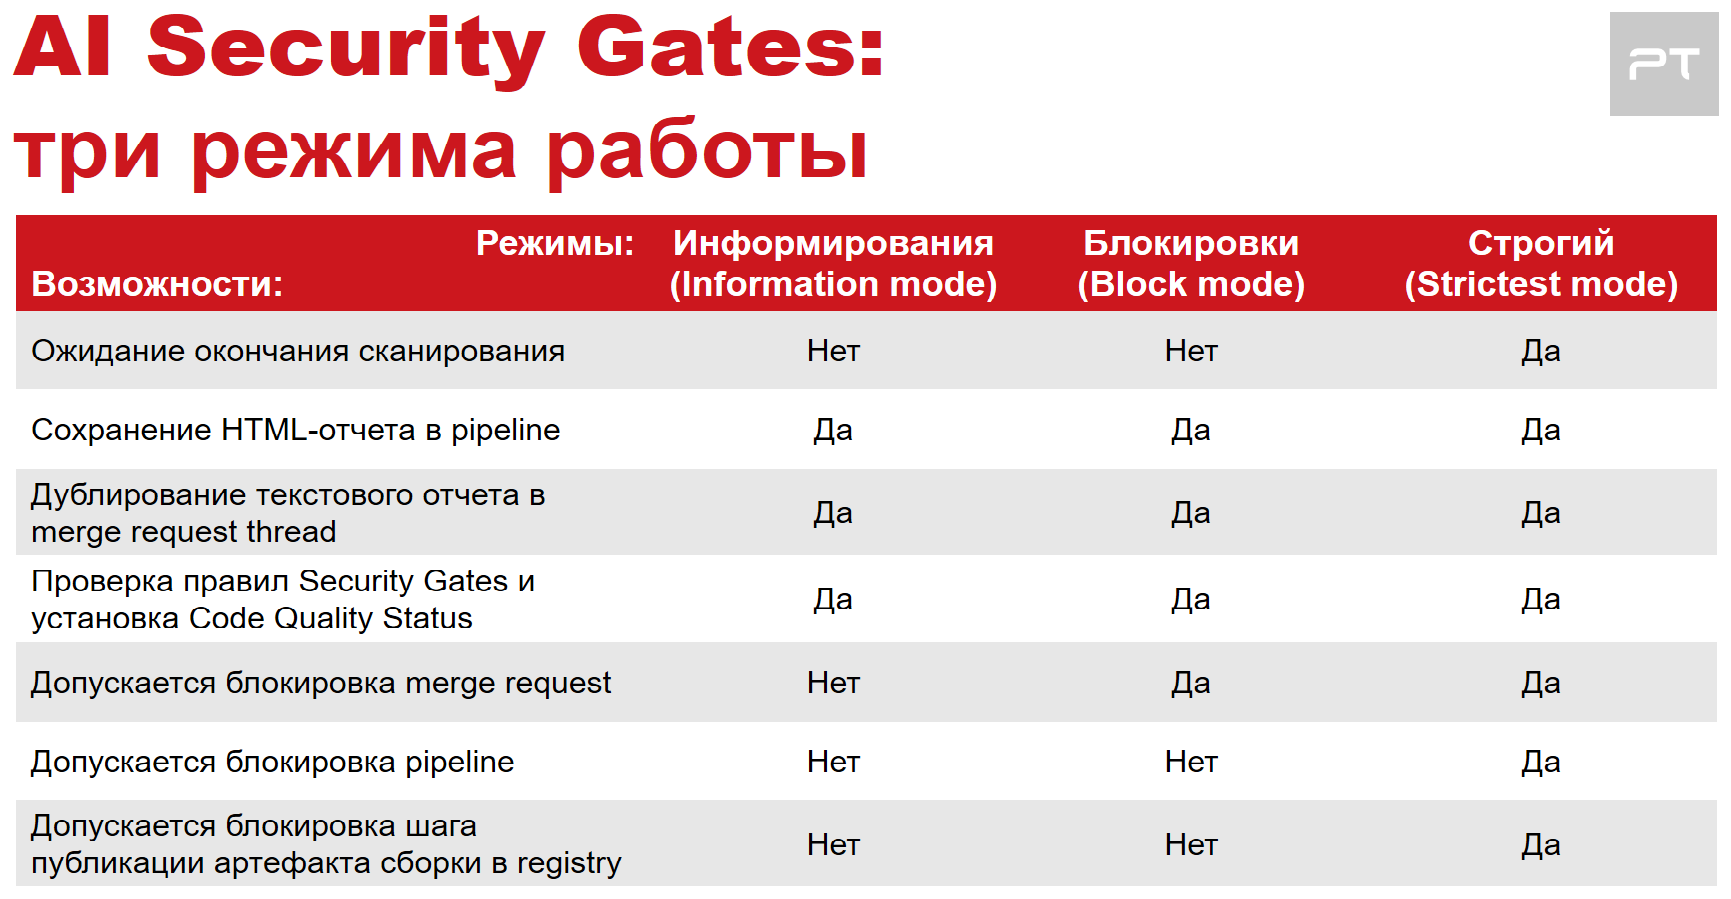 AI Security Gates:
три режима работы
PT
Режимы:
Возможности:
Информирования
(Information mode)
Блокировки
(Block mode)
Строгий
(Strictest mode)
Ожидание окончания сканирования
Нет
Нет
Да
Сохранение HTML-отчета в pipeline
Да
Да
Да
Дублирование текстового отчета в
merge request thread
Да
Да
Да
Проверка правил Security Gates и
установка Code Quality Status
Да
Да
Да
Допускается блокировка merge request
Нет
Да
Да
Допускается блокировка pipeline
Нет
Нет
Да
Допускается блокировка шага
публикации артефакта сборки в registry
Нет
Нет
Да